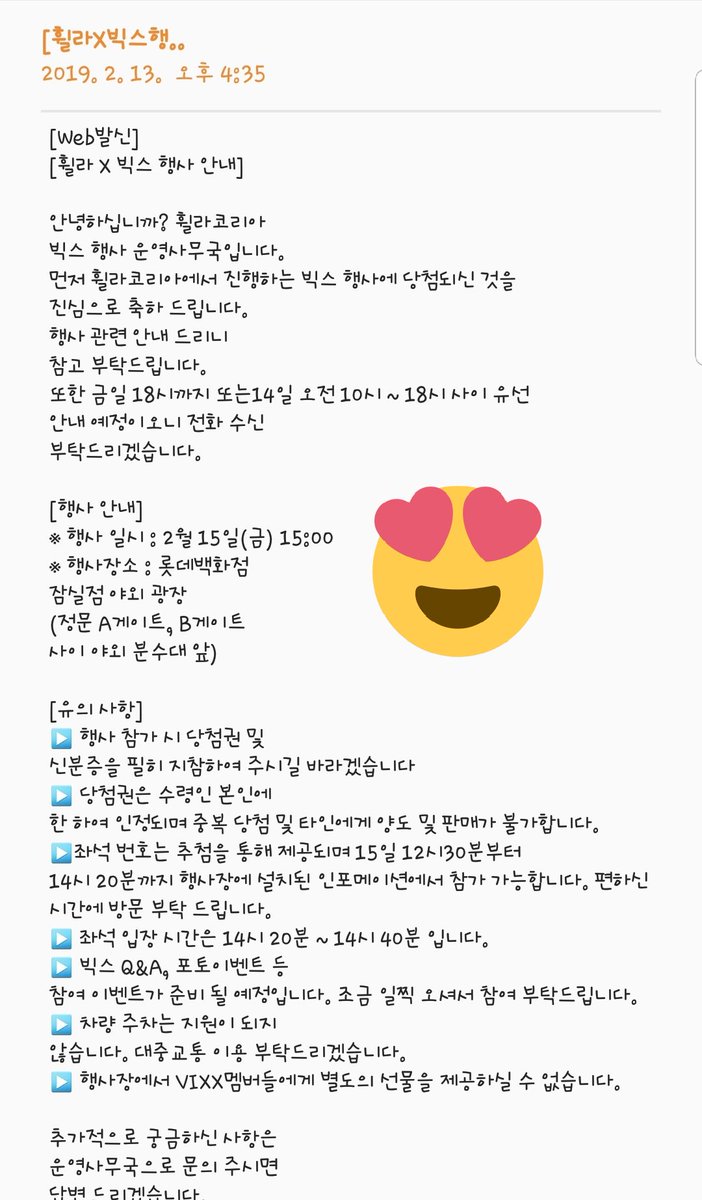 [휠라X빅스행..
2019. 2. 13. 오후 4:35
[Web발신]
[휠라 X 빅스 행사 안내]
안녕하십니까? 휠라코리아
빅스 행사 운영사무국입니다.
먼저 휠라코리아에서 진행하는 빅스 행사에 당첨되신 것을
진심으로 축하 드립니다.
행사 관련 안내 드리니
참고 부탁드립니다.
또한 금일 18시까지 또는14일 오전 10시 ~ 18시 사이 유선
안내 예정이오니 전화 수신
부탁드리겠습니다.
[행사 안내]
※ 행사 일시 : 2월 15일(금) 15:00
※ 행사장소 : 롯데백화점
잠실점 야외 광장
(정문 A게이트, B게이트
사이 야외 분수대 앞)
[유의 사항]
▶ 행사 참가 시 당첨권 및
신분증을 필히 지참하여 주시길 바라겠습니다
▶ 당첨권은 수령인 본인에
한 하여 인정되며 중복 당첨 및 타인에게 양도 및 판매가 불가합니다.
▶좌석 번호는 추첨을 통해 제공되며 15일 12시30분부터
14시 20분까지 행사장에 설치된 인포메이션에서 참가 가능합니다. 편하신
시간에 방문 부탁 드립니다.
▶ 좌석 입장 시간은 14시 20분 ~ 14시 40분 입니다.
▶ 빅스 Q&A, 포토이벤트 등
참여 이벤트가 준비 될 예정입니다. 조금 일찍 오셔서 참여 부탁드립니다.
▶ 차량 주차는 지원이 되지
않습니다. 대중교통 이용 부탁드리겠습니다.
▶ 행사장에서 VIXX멤버들에게 별도의 선물을 제공하실 수 없습니다.
추가적으로 궁금하신 사항은
운영사무국으로 문의 주시면
답변 드리겠습니다.